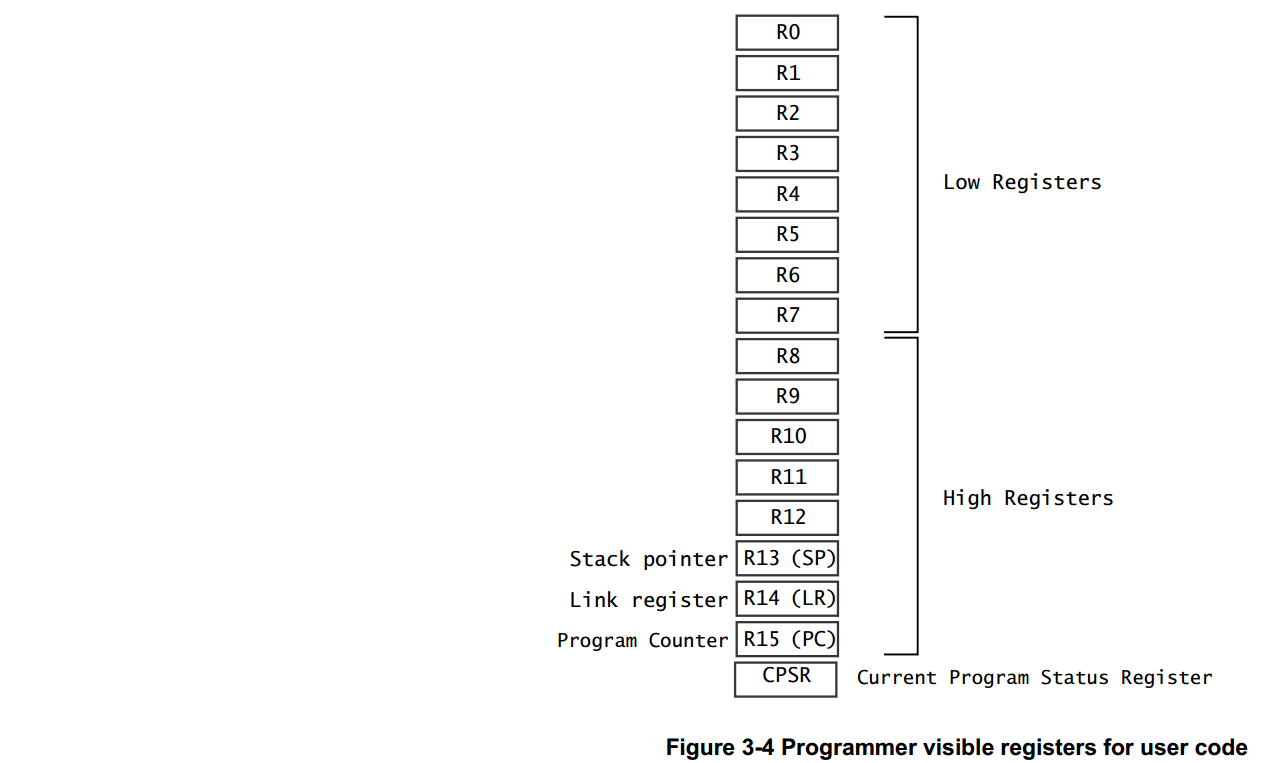 R0
R1
R2
R3
Low Registers
R4
R5
R6
R7
R8
R9
R10
R11
High Registers
R12
Stack pointer R13 (SP)
Link register R14 (LR)
Program Counter R15 (PC)
CPSR Current Program Status Register
Figure 3-4 Programmer visible registers for user code